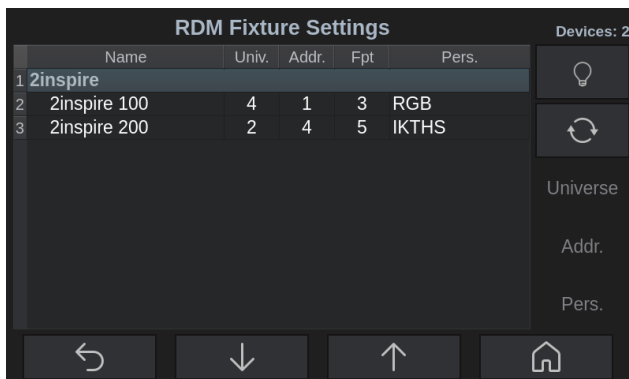 RDM Fixture Settings
Devices: 2
Name Univ. Addr. Fpt Pers.
1 2inspire
2 2inspire 100 4 1 3 RGB
3 2inspire 200 2 4 5 IKTHS
Universe
Addr.
Pers.